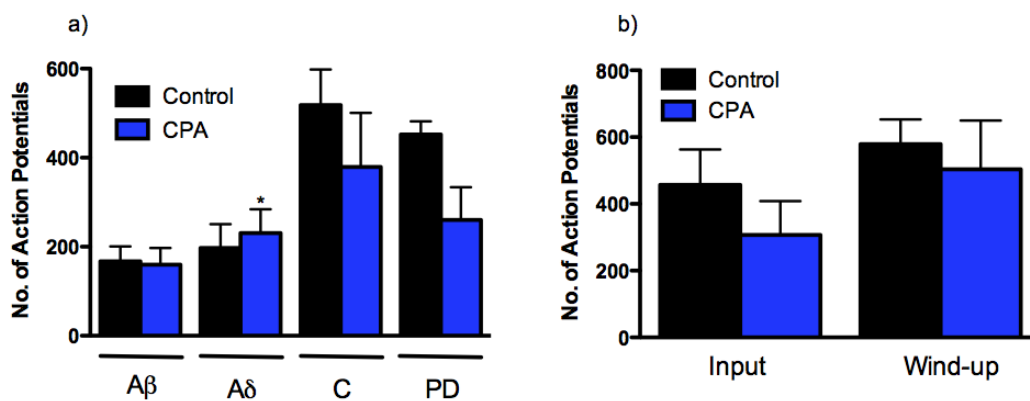 a)
No. of Action Potentials
600
400
200
0
Control
CPA
*
Aβ
Aδ
C
PD
b)
No. of Action Potentials
800
600
400
200
0
Control
CPA
Input
Wind-up